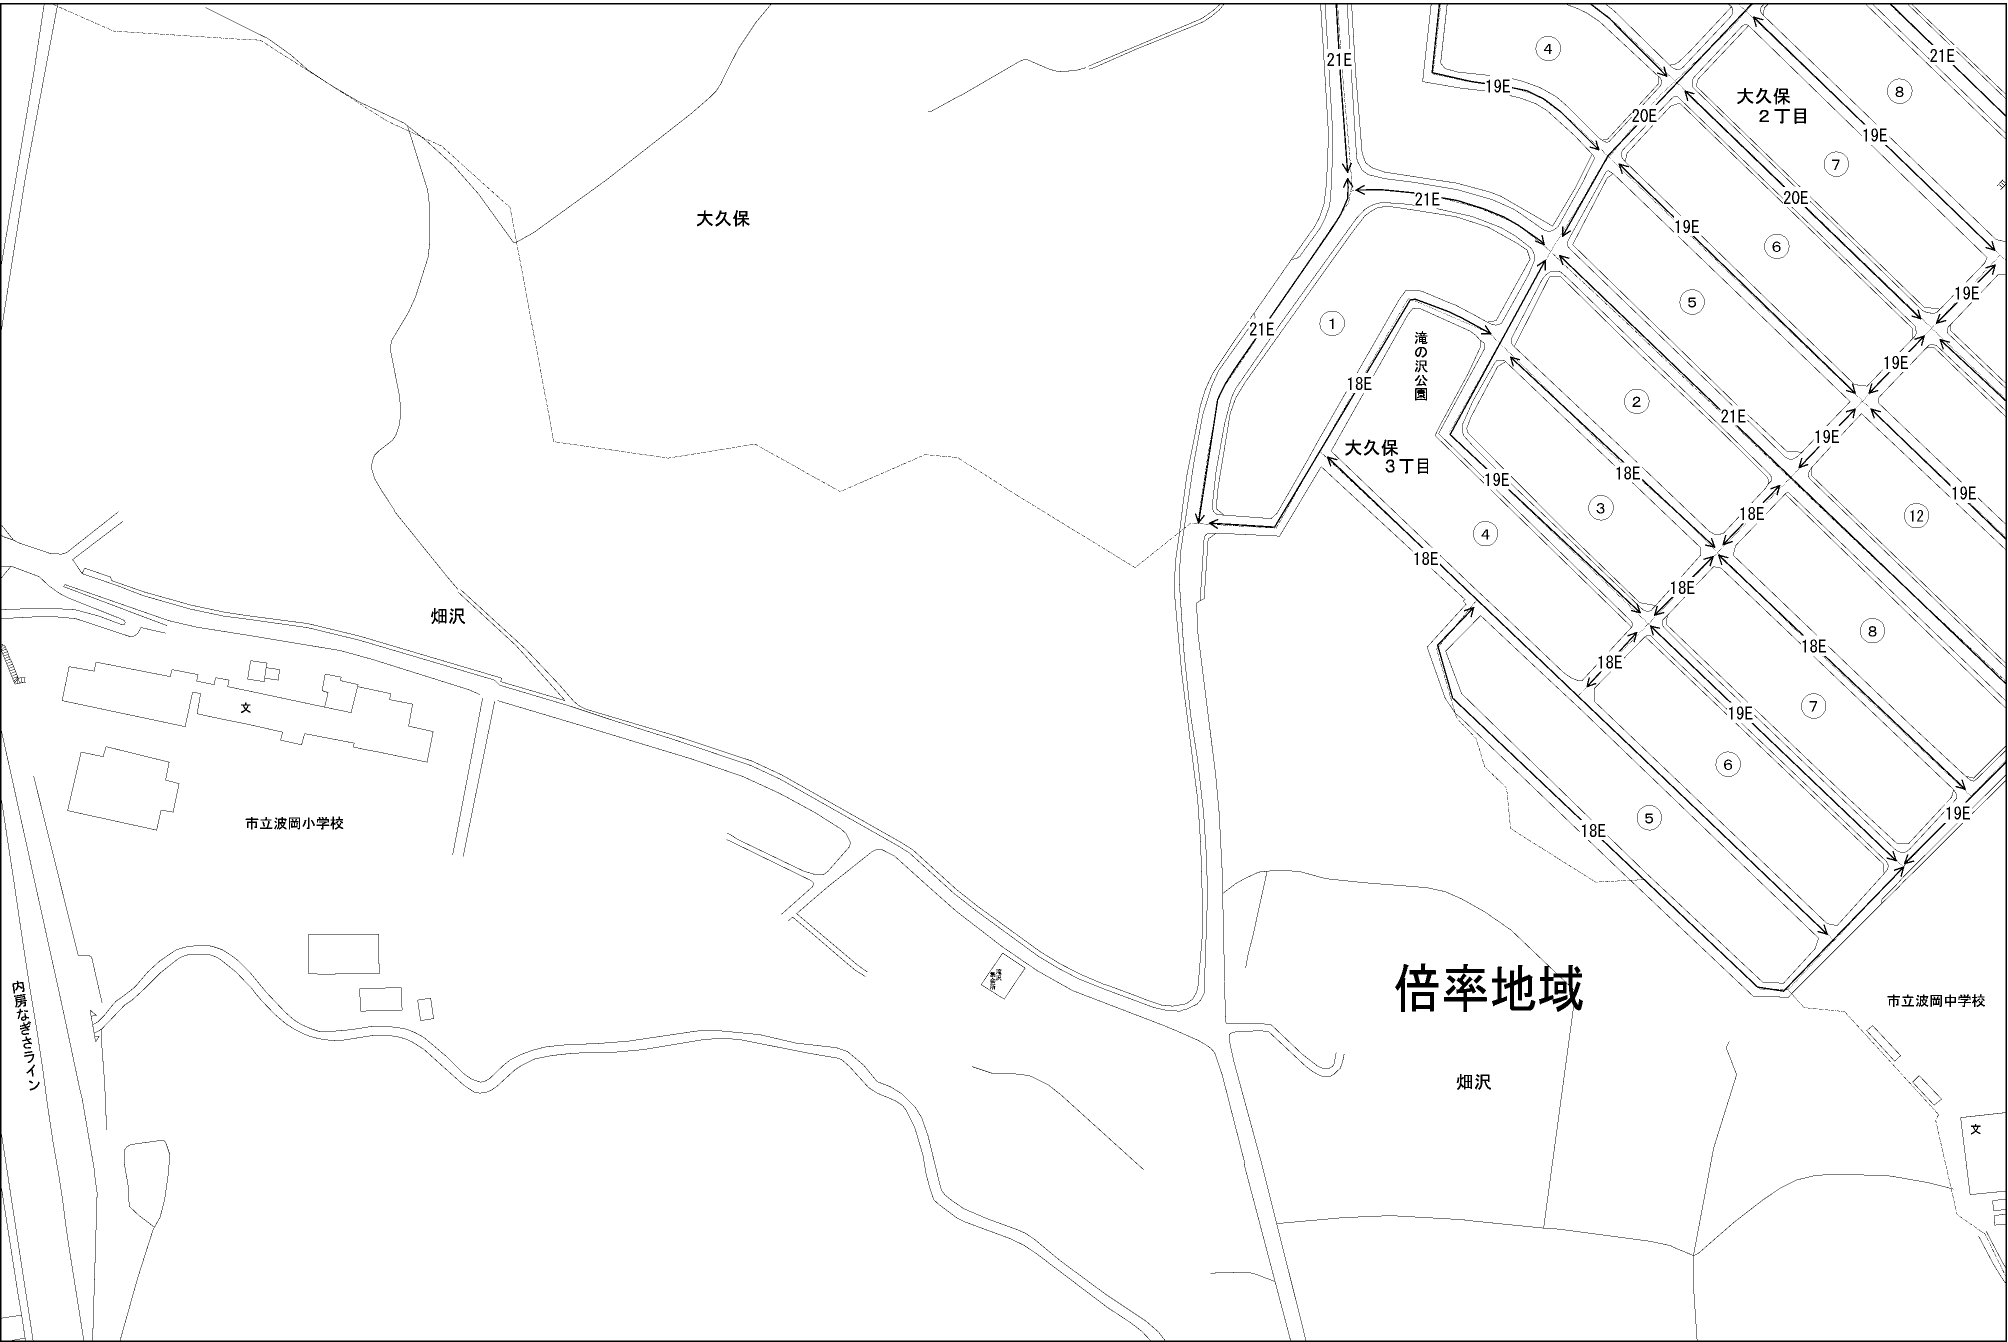 21E
④
21E
19E
大久保
２丁目
⑧
20E
19E
⑦
大久保
21E
20E
19E
⑥
19E
⑤
①
21E
滝の沢公園
19E
18E
②
21E
19E
大久保
３丁目
19E
18E
19E
③
18E
⑫
④
18E
18E
畑沢
⑧
18E
18E
文
19E
⑦
⑥
市立波岡小学校
18E
⑤
19E
倍率地域
市立波岡中学校
内房なぎさライン
畑沢
文